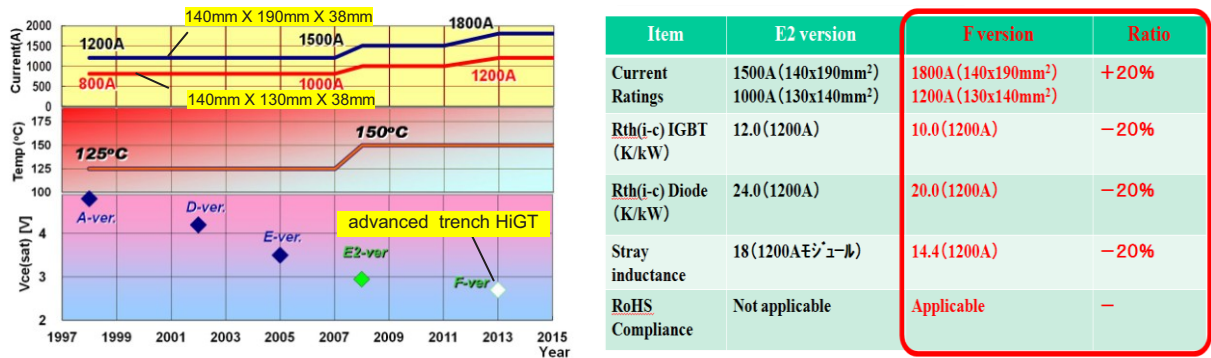 140mm X 190mm X 38mm
Current(A)
2000
1500
1000
500
0
1200A
1500A
1800A
800A
1000A
1200A
140mm X 130mm X 38mm
Temp (ºC)
175
150
125
100
125ºC
150ºC
Vce(sat) [V]
4
3
2
A-ver.
D-ver.
E-ver.
E2-ver
F-ver
advanced trench HiGT
1997 1999 2001 2003 2005 2007 2009 2011 2013 2015
Year
Item E2 version F version Ratio
Current Ratings 1500A(140x190mm²) 1800A(140x190mm²) +20%
1000A(130x140mm²) 1200A(130x140mm²)
Rth(i-c) IGBT 12.0(1200A) 10.0(1200A) −20%
(K/kW)
Rth(i-c) Diode 24.0(1200A) 20.0(1200A) −20%
(K/kW)
Stray 18(1200Aモジュール) 14.4(1200A) −20%
inductance
RoHS Not applicable Applicable −
Compliance